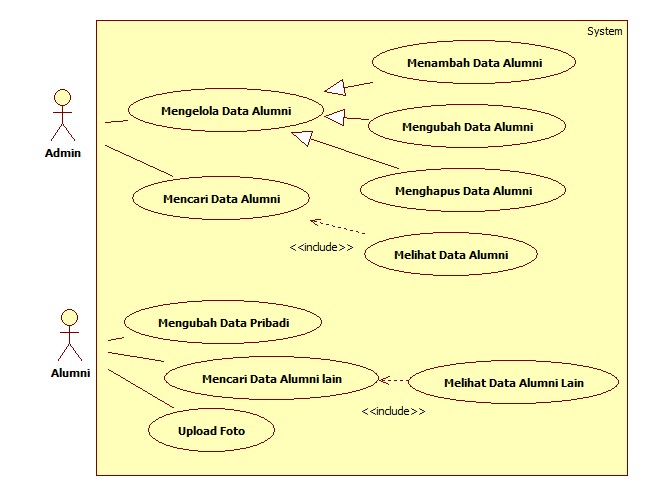 System
Menambah Data Alumni
Mengelola Data Alumni
Mengubah Data Alumni
Admin
Menghapus Data Alumni
Mencari Data Alumni
<<include>>
Melihat Data Alumni
Mengubah Data Pribadi
Alumni
Mencari Data Alumni lain
Melihat Data Alumni Lain
<<include>>
Upload Foto